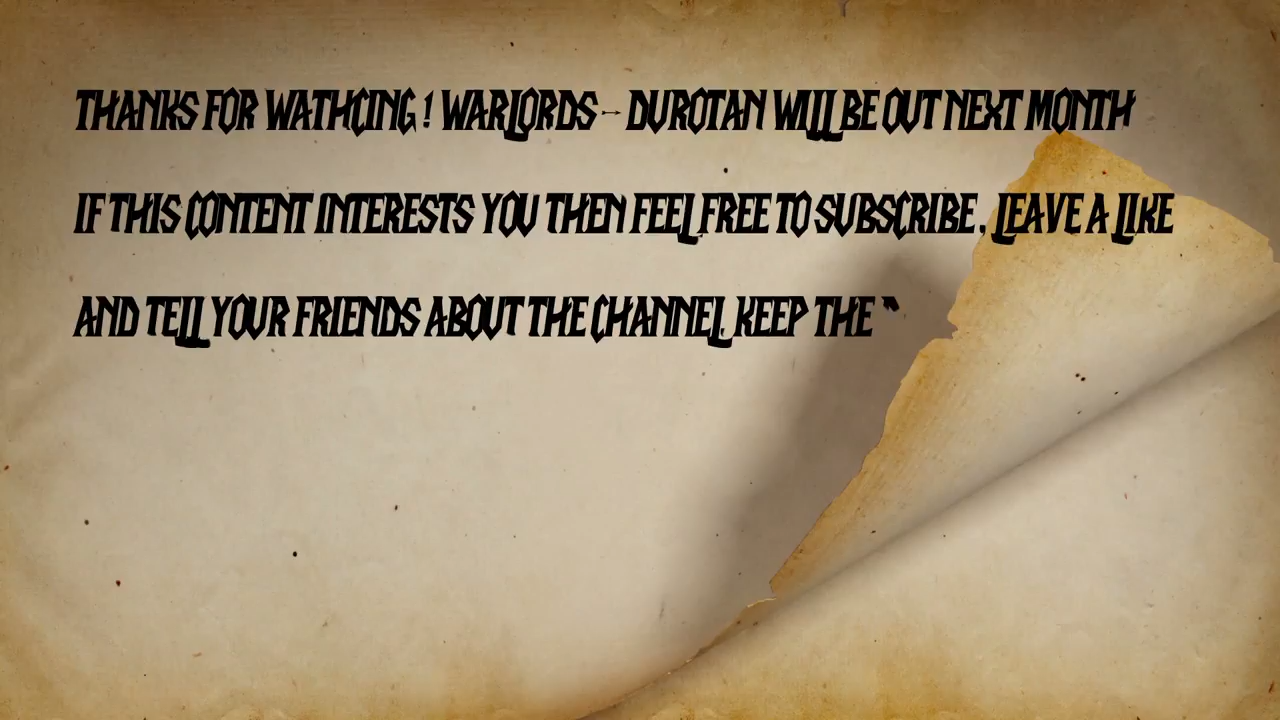 THANKS FOR WATHCING ! WARLORDS - DUROTAN WILL BE OUT NEXT MONTH
IF THIS CONTENT INTERESTS YOU THEN FEEL FREE TO SUBSCRIBE, LEAVE A LIKE
AND TELL YOUR FRIENDS ABOUT THE CHANNEL. KEEP THE "